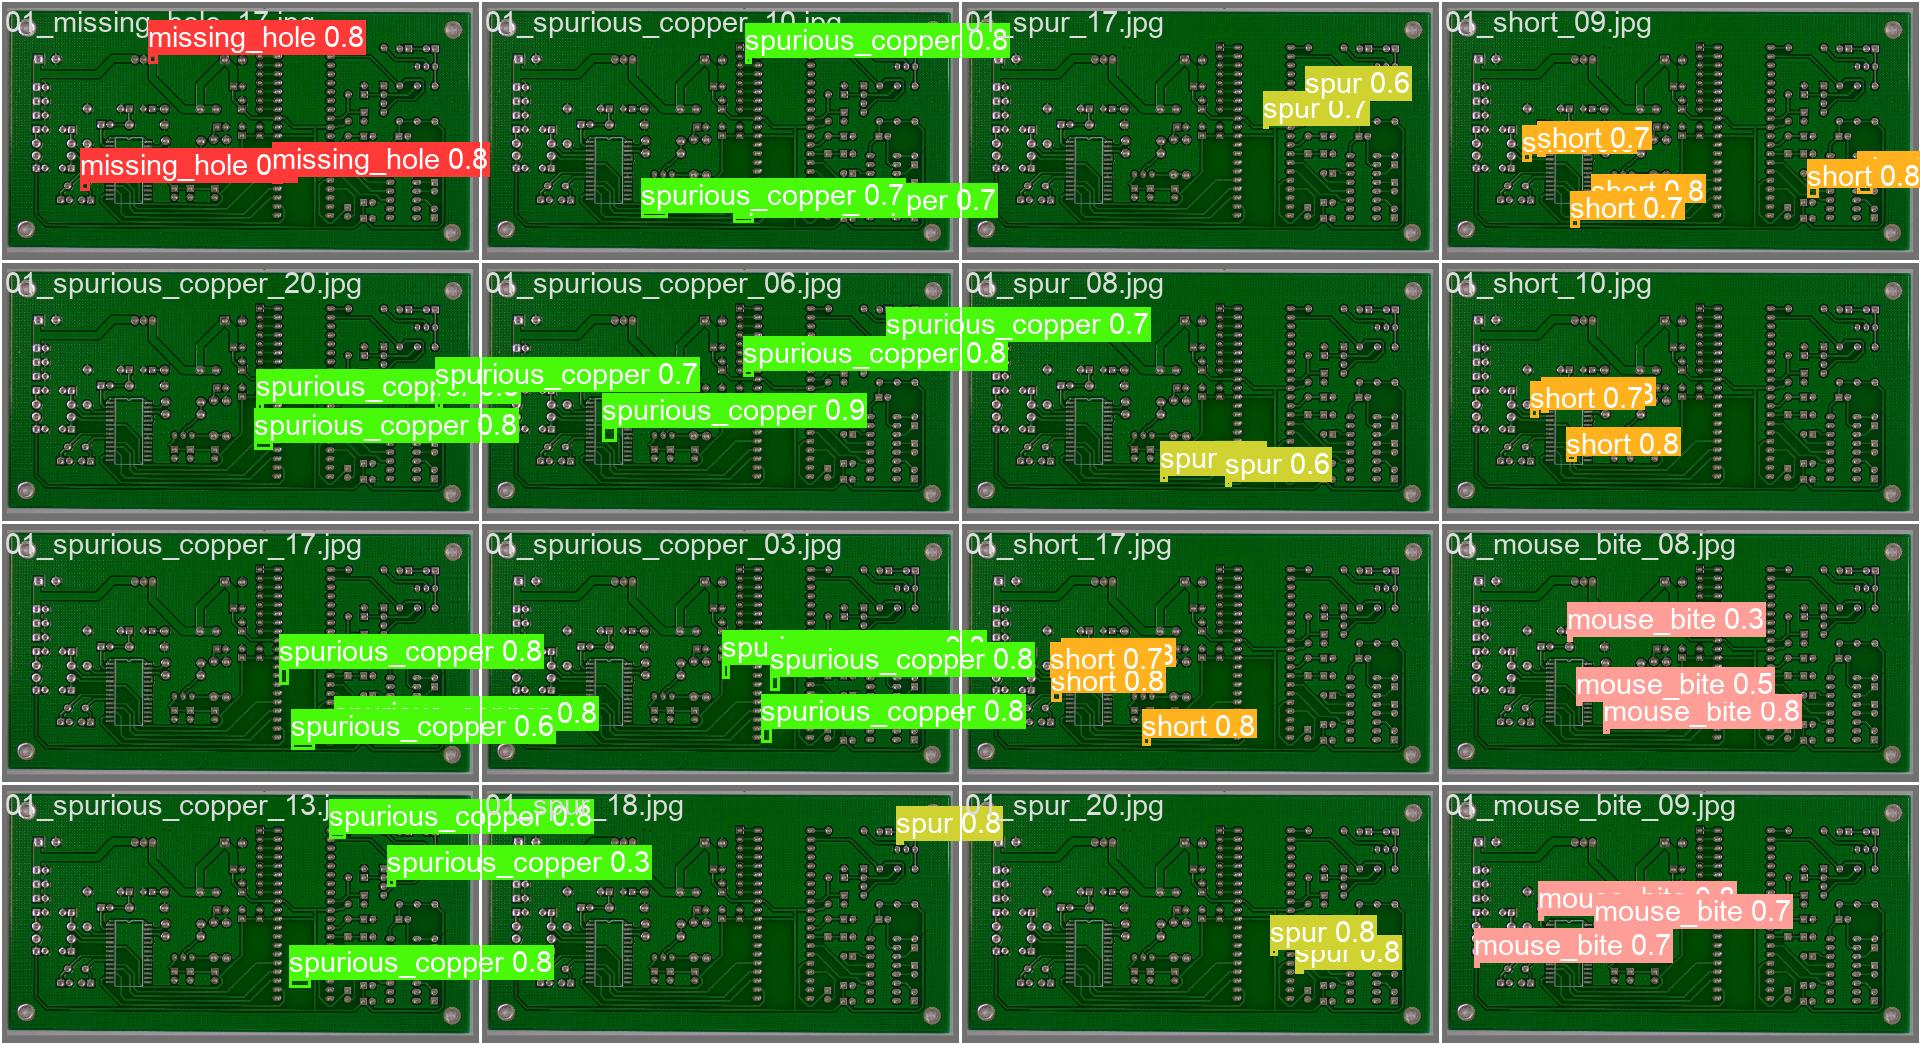 01_missing_hole_17.jpg
missing_hole 0.8
missing_hole 0
missing_hole 0.8
01_spurious_copper_10.jpg
spurious_copper 0.8
spurious_copper 0.7
per 0.7
01_spur_17.jpg
spur 0.6
spur 0.7
01_short_09.jpg
short 0.7
short 0.8
short 0.8
short 0.7
01_spurious_copper_20.jpg
spurious_copp
spurious_copper 0.8
01_spurious_copper_06.jpg
spurious_copper 0.7
spurious_copper 0.8
spurious_copper 0.7
spurious_copper 0.9
01_spur_08.jpg
spur
spur 0.6
01_short_10.jpg
short 0.7
short 0.8
01_spurious_copper_17.jpg
spurious_copper 0.8
0.8
spurious_copper 0.6
01_spurious_copper_03.jpg
spu
spurious_copper 0.8
spurious_copper 0.8
01_short_17.jpg
short 0.7
short 0.8
short 0.8
01_mouse_bite_08.jpg
mouse_bite 0.3
mouse_bite 0.5
mouse_bite 0.8
01_spurious_copper_13.j
spurious_copper 0.8
spurious_copper 0.3
spurious_copper 0.8
01_spur_18.jpg
spur 0.8
01_spur_20.jpg
spur 0.8
spur 0.8
01_mouse_bite_09.jpg
mou
mouse_bite 0.7
mouse_bite 0.7